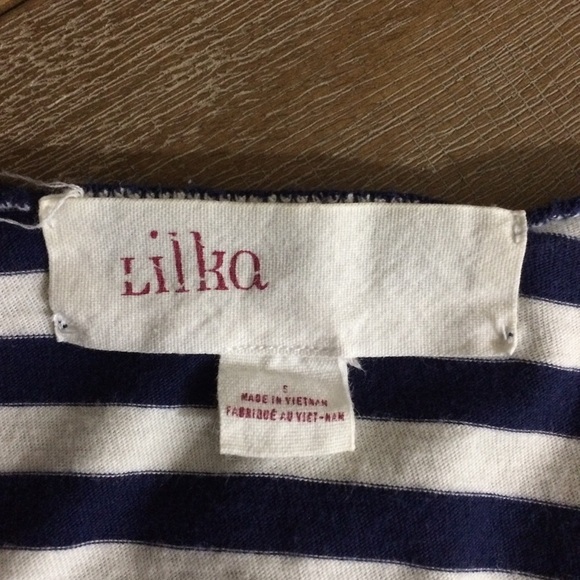 Lilka
S
MADE IN VIETNAM
FABRIQUÉ AU VIET-NAM